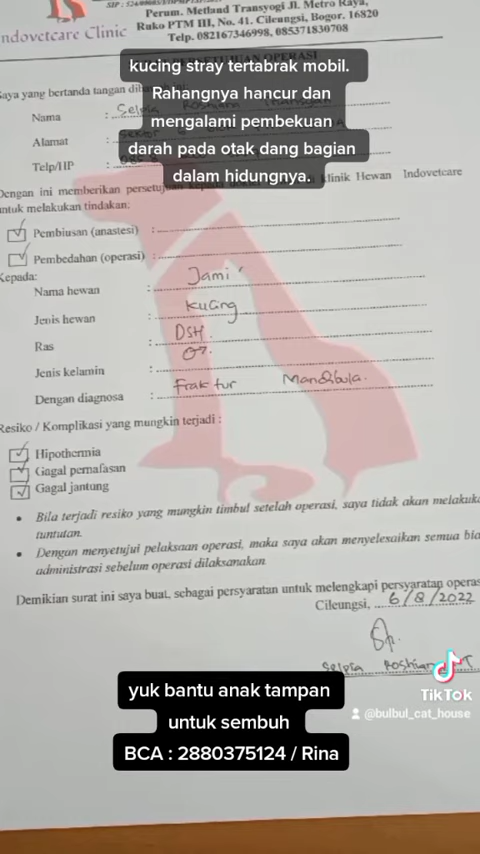 Perum. Metland Transyogi Jl. Metro Raya,
Ruko PTM III, No. 41. Cileungsi, Bogor. 16820
Telp. 082167346998, 085371830708
ndovetcare Clinic
kucing stray tertabrak mobil.
Rahangnya hancur dan
mengalami pembekuan
darah pada otak dang bagian
dalam hidungnya.
OPERASI
Saya yang bertanda tangan
Nama : Selpia Roshian
Alamat :
Telp/HP :
Dengan ini memberikan klinik Hewan Indovetcare
untuk melakukan tindakan:
Pembiusan (anastesi) :
Pembedahan (operasi) :
Kepada:
Nama hewan : Jami
Jenis hewan : Kucing
Ras : DSH
Jenis kelamin :
Dengan diagnosa : Fraktur Mandibula.
Resiko / Komplikasi yang mungkin terjadi :
Hipothermia
Gagal pernafasan
Gagal jantung
• Bila terjadi resiko yang mungkin timbul setelah operasi, saya tidak akan melakuka
tuntutan.
• Dengan menyetujui pelaksaan operasi, maka saya akan menyelesaikan semua bia
administrasi sebelum operasi dilaksanakan
Demikian surat ini saya buat, sebagai persyaratan untuk melengkapi persyaratan operas
Cileungsi, 6/8/2022
Selpia Roshian
yuk bantu anak tampan
untuk sembuh
BCA : 2880375124 / Rina
TikTok
@bulbul_cat_house